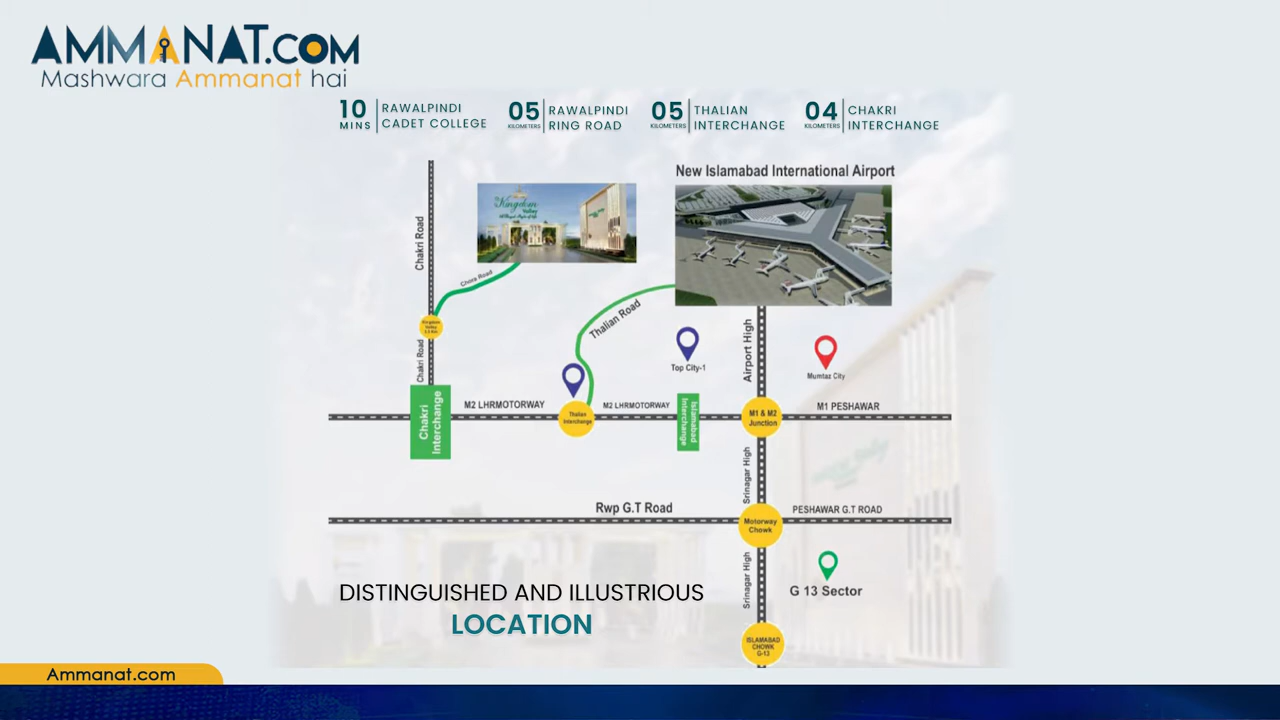 AMMANAT.COM
Mashwara Ammanat hai
10 MINS
RAWALPINDI
CADET COLLEGE
05 KILOMETERS
RAWALPINDI
RING ROAD
05 KILOMETERS
THALIAN
INTERCHANGE
04 KILOMETERS
CHAKRI
INTERCHANGE
New Islamabad International Airport
Kingdom
Valley
Chakri Road
Chora Road
Thalian Road
Kingdom
Valley
Chakri Road
Airport High
Top City-1
Mumtaz City
Chakri
Interchange
M2 LHRMOTORWAY
Thalian
Interchange
M2 LHRMOTORWAY
Islamabad
Interchange
M1 & M2
Junction
M1 PESHAWAR
Srinagar High
Rwp G.T Road
Motorway
Chowk
PESHAWAR G.T ROAD
Srinagar High
G 13 Sector
DISTINGUISHED AND ILLUSTRIOUS
LOCATION
ISLAMABAD
CHOWK
G-13
Ammanat.com